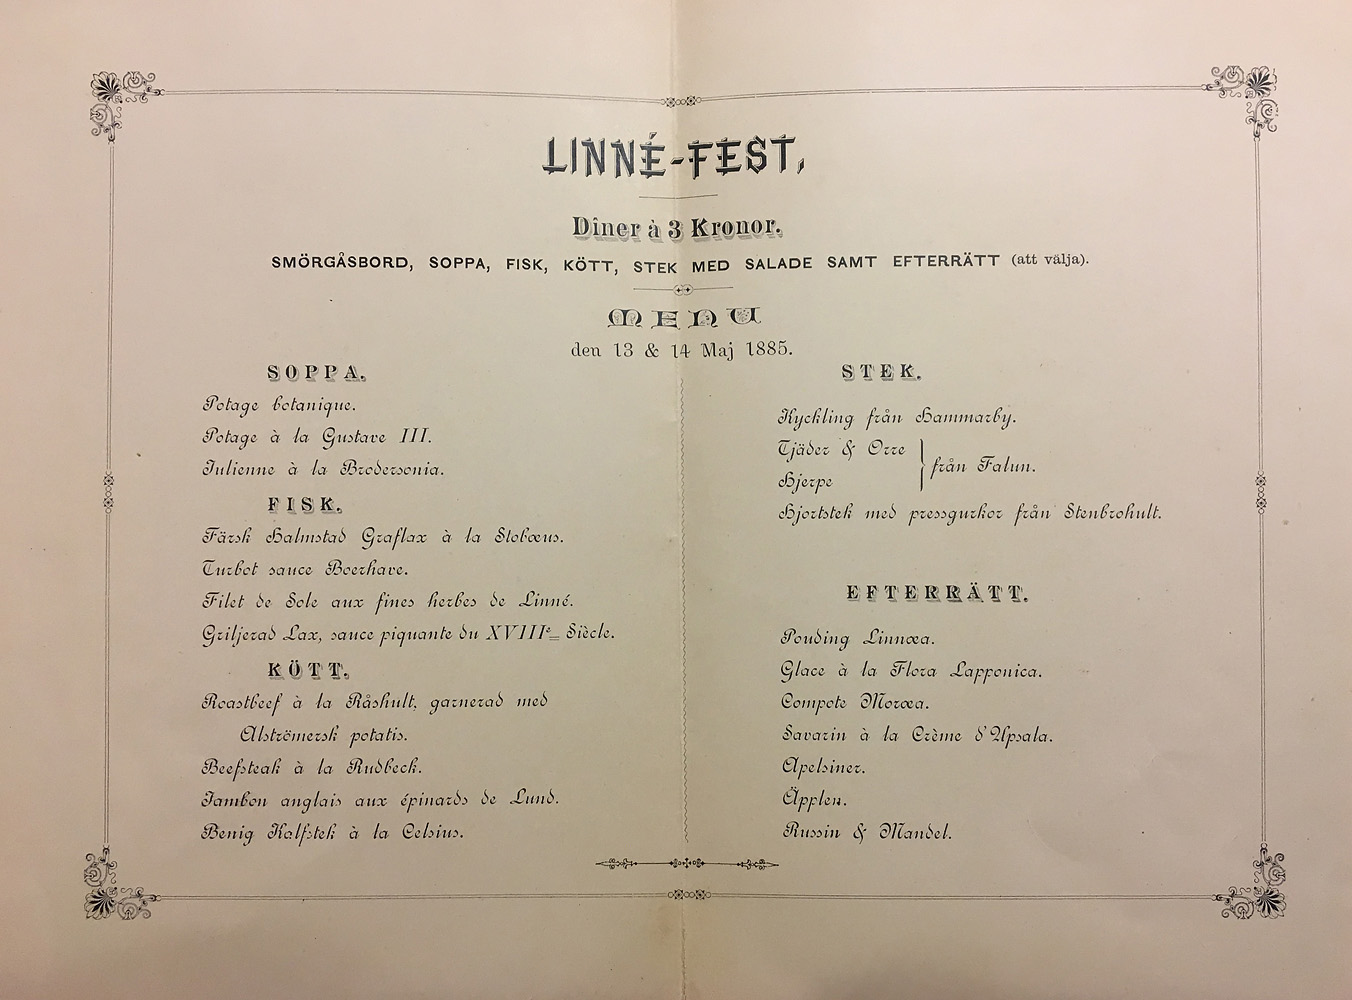 LINNÉ-FEST,
Dîner à 3 Kronor.
SMÖRGÅSBORD, SOPPA, FISK, KÖTT, STEK MED SALADE SAMT EFTERRÄTT (att välja).
MENU
den 13 & 14 Maj 1885.
SOPPA.
Potage botanique.
Potage à la Gustave III.
Julienne à la Brodersonia.
FISK.
Färsk Halmstad Graflax à la Stobœus.
Turbot sauce Boerhave.
Filet de Sole aux fines herbes de Linné.
Griljerad Lax, sauce piquante du XVIIIe Siècle.
KÖTT.
Roastbeef à la Råshult, garnerad med
Alströmersk potatis.
Beefsteak à la Rudbeck.
Jambon anglais aux épinards de Lund.
Benig Kalfstek à la Celsius.
STEK.
Kyckling från Hammarby.
Tjäder & Orre
Hjerpe
från Falun.
Hjortstek med pressgurkor från Stenbrohult.
EFTERRÄTT.
Pouding Linnœa.
Glace à la Flora Lapponica.
Compote Morœa.
Savarin à la Crème d'Upsala.
Apelsiner.
Äpplen.
Russin & Mandel.